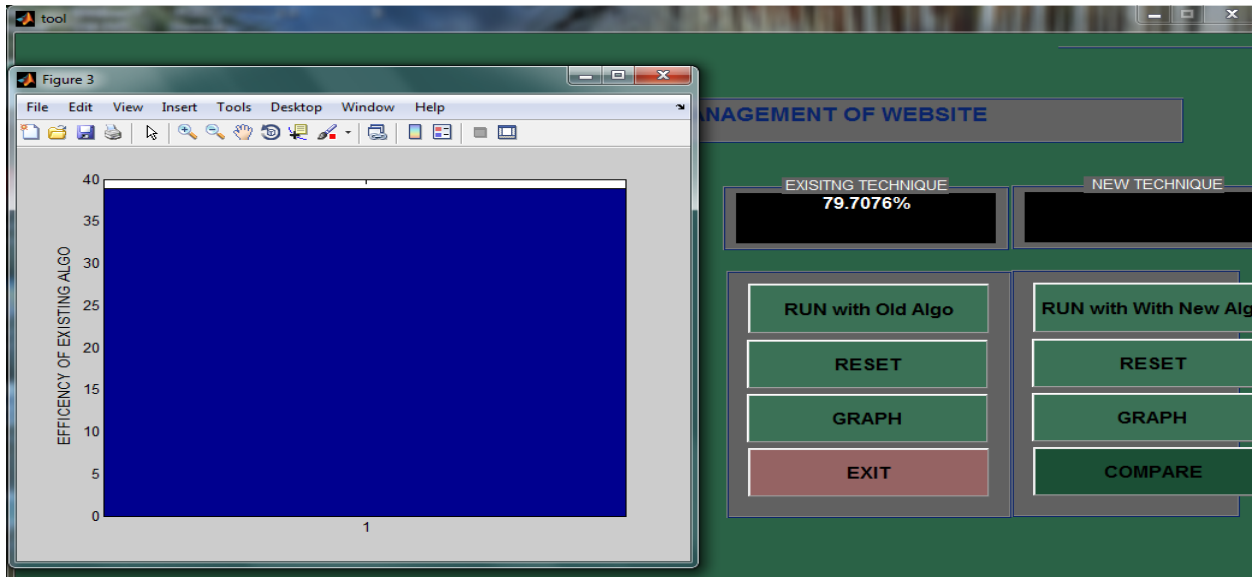 tool
Figure 3
File Edit View Insert Tools Desktop Window Help
40
35
30
25
20
15
10
5
0
EFFICENCY OF EXISTING ALGO
1
NAGEMENT OF WEBSITE
EXISITNG TECHNIQUE
79.7076%
NEW TECHNIQUE
RUN with Old Algo
RESET
GRAPH
EXIT
RUN with With New Alg
RESET
GRAPH
COMPARE